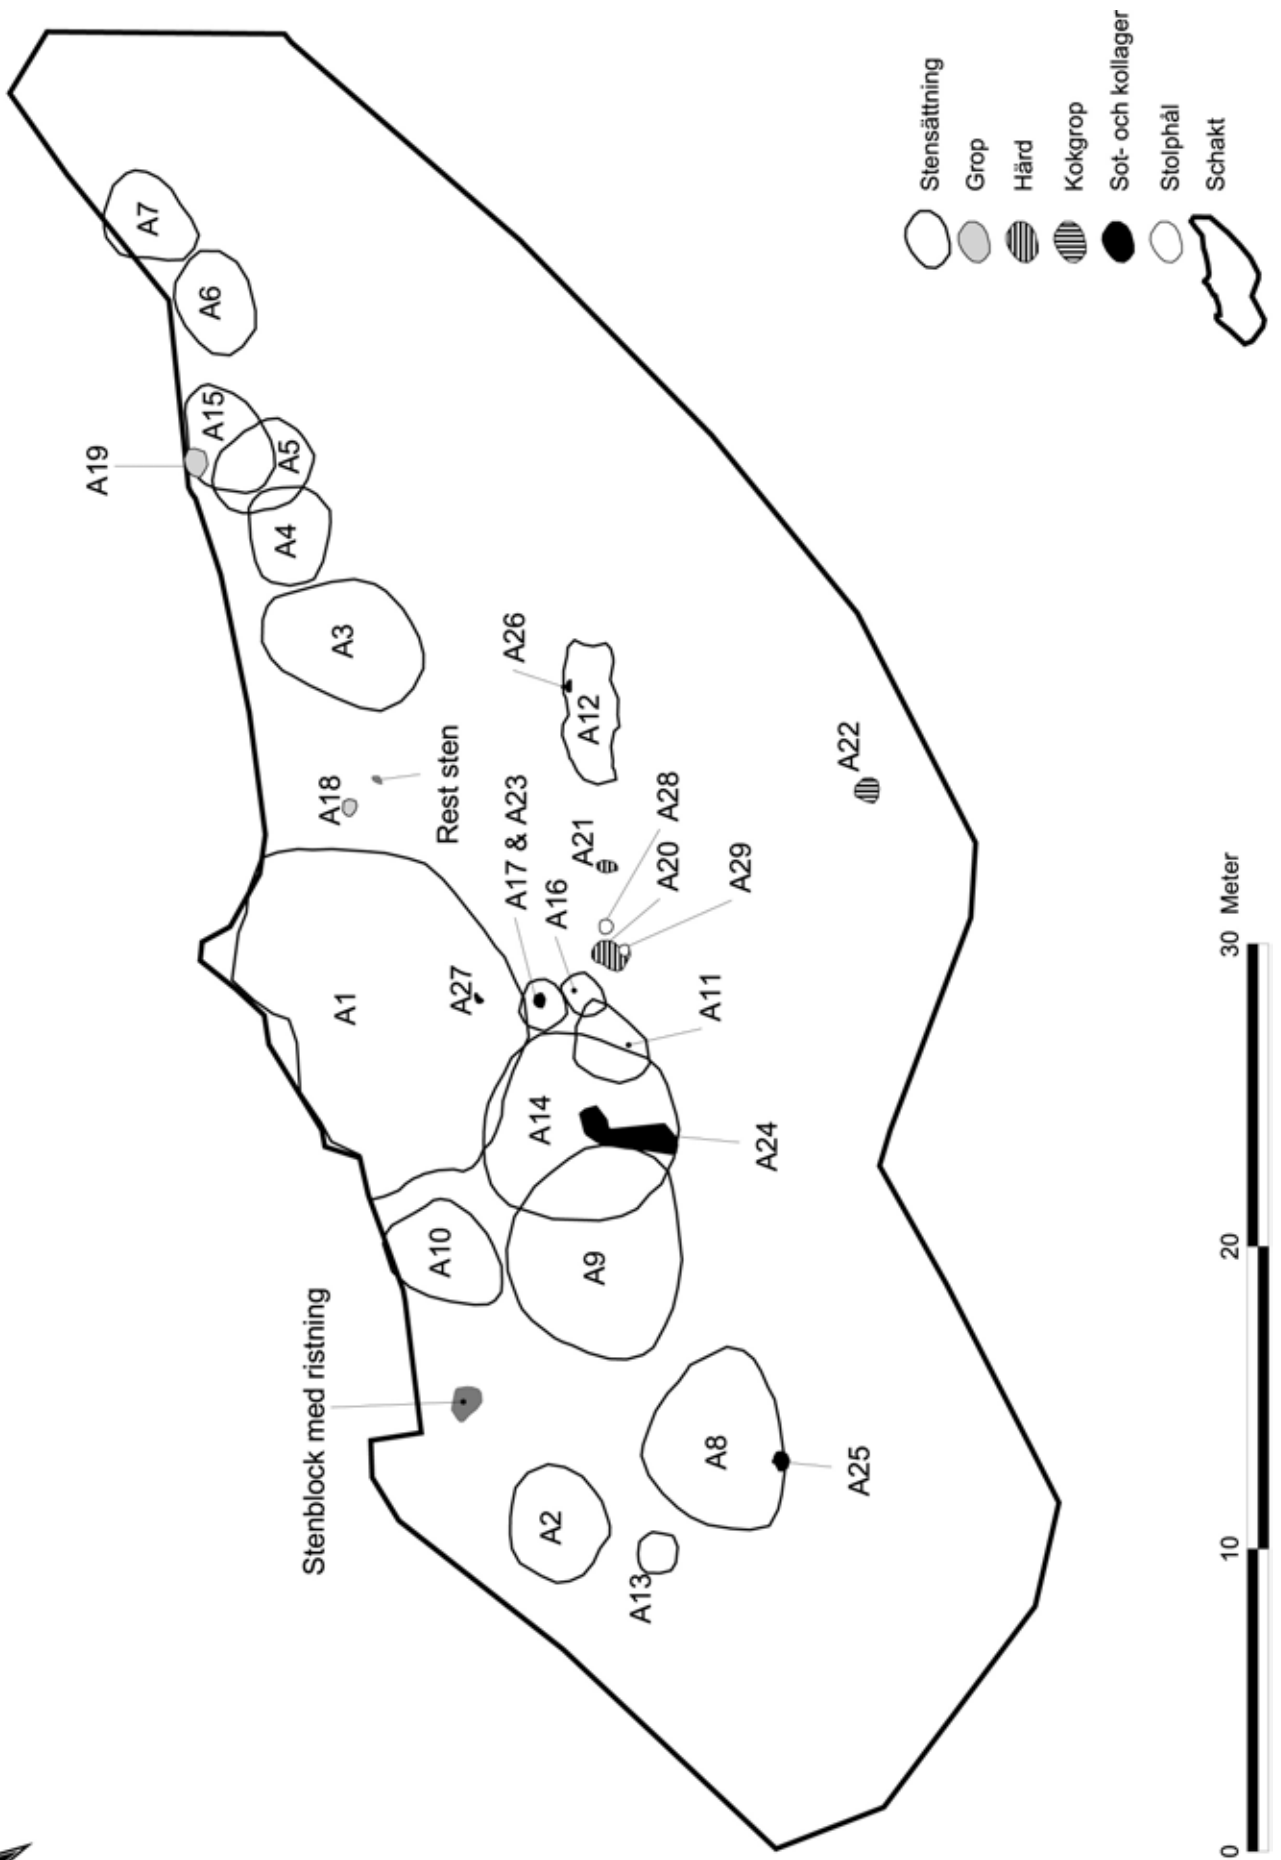 A7
A6
A15
A19
A5
A4
A3
A26
A12
Rest sten
A18
A22
A17 & A23
A28
A21
A20
A16
A29
A1
A27
A11
A14
A24
A10
A9
Stenblock med ristning
A8
A25
A2
A13
Stensättning
Grop
Härd
Kokgrop
Sot- och kollager
Stolphål
Schakt
0 10 20 30 Meter